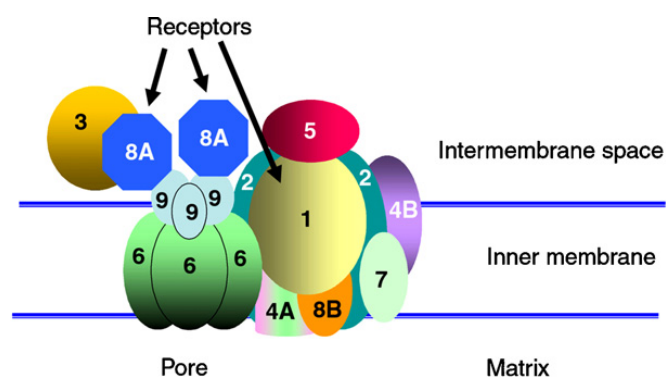 Receptors
3
8A
8A
5
Intermembrane space
9
9
9
2
2
4B
1
6
6
6
7
Inner membrane
4A
8B
Pore
Matrix